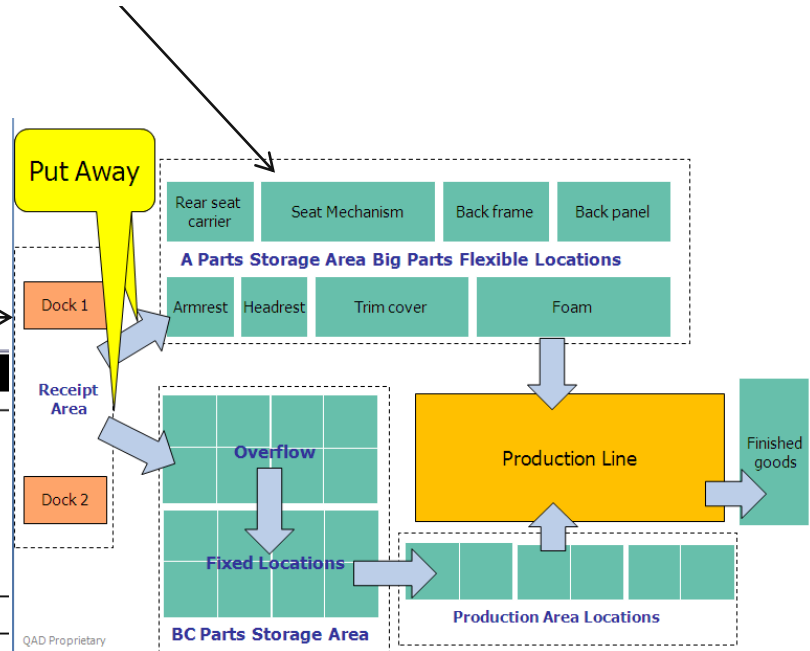 Put Away
Rear seat
carrier
Seat Mechanism
Back frame
Back panel
A Parts Storage Area Big Parts Flexible Locations
Dock 1
Armrest
Headrest
Trim cover
Foam
Receipt
Area
Overflow
Production Line
Finished
goods
Dock 2
Fixed Locations
Production Area Locations
BC Parts Storage Area
QAD Proprietary